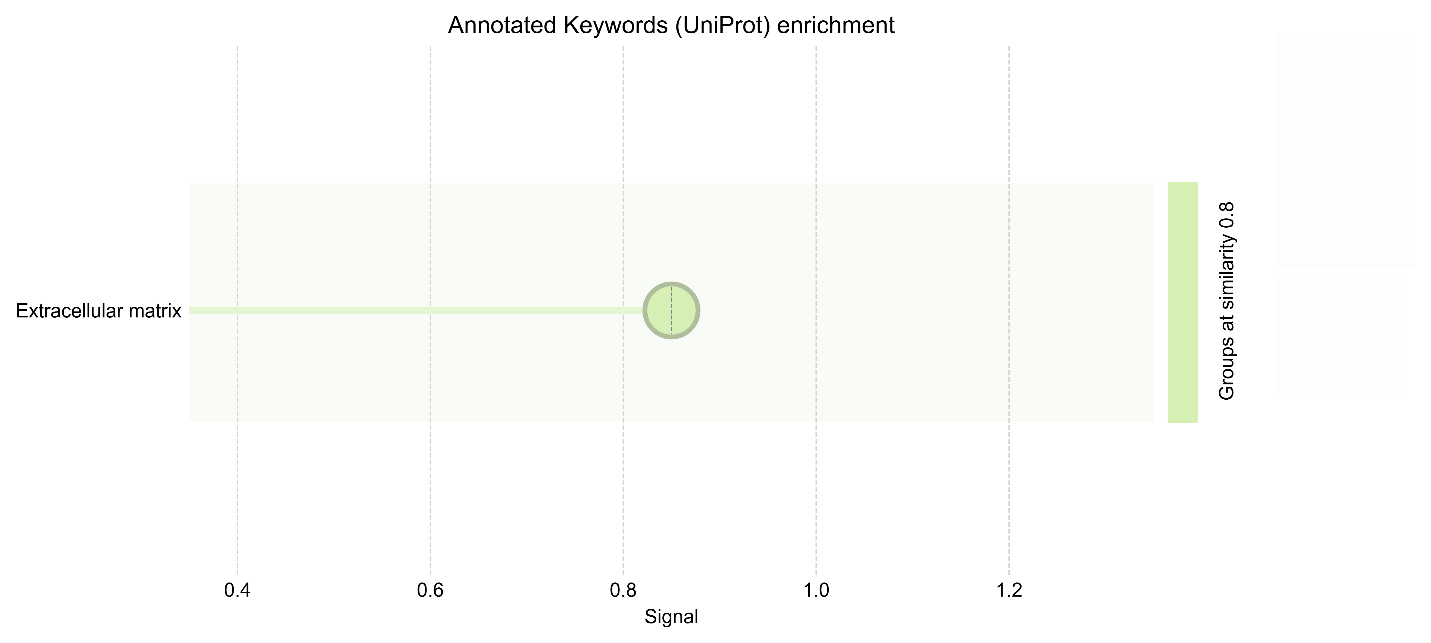 Annotated Keywords (UniProt) enrichment
Extracellular matrix
Groups at similarity 0.8
0.4 0.6 0.8 1.0 1.2
Signal